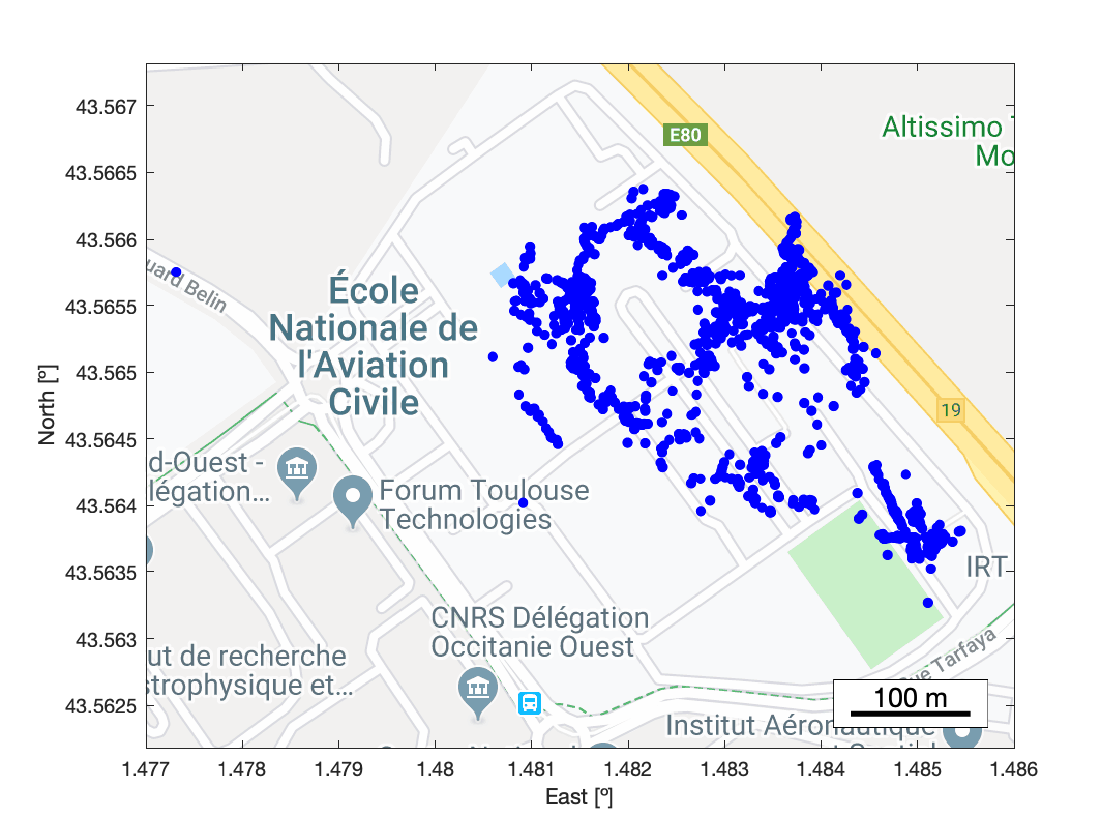 43.567
43.5665
43.566
43.5655
43.565
43.5645
43.564
43.5635
43.563
43.5625
North [º]
E80
Altissimo
Mo
uard Belin
École
Nationale de
l'Aviation
Civile
19
d-Ouest -
légation...
Forum Toulouse
Technologies
IRT
CNRS Délégation
Occitanie Ouest
ut de recherche
strophysique et...
ue Tarfaya
100 m
Institut Aéronautique
1.477
1.478
1.479
1.48
1.481
1.482
1.483
1.484
1.485
1.486
East [º]